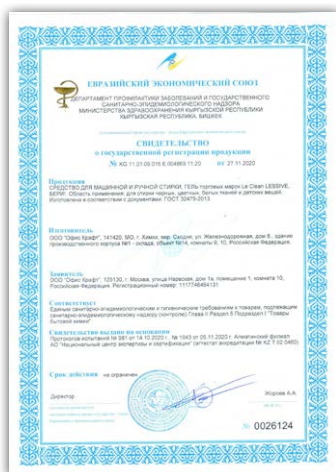 ЕВРАЗИЙСКИЙ ЭКОНОМИЧЕСКИЙ СОЮЗ
ДЕПАРТАМЕНТ ПРОФИЛАКТИКИ ЗАБОЛЕВАНИЙ И ГОСУДАРСТВЕННОГО
САНИТАРНО-ЭПИДЕМИОЛОГИЧЕСКОГО НАДЗОРА
МИНИСТЕРСТВА ЗДРАВООХРАНЕНИЯ КЫРГЫЗСКОЙ РЕСПУБЛИКИ
КЫРГЫЗСКАЯ РЕСПУБЛИКА, БИШКЕК
СВИДЕТЕЛЬСТВО
о государственной регистрации продукции
№ KG.11.01.09.015.E.004869.11.20 от 27.11.2020
Продукция
СРЕДСТВО ДЛЯ МАШИННОЙ И РУЧНОЙ СТИРКИ, ГЕЛЬ торговых марок Le Clean LESSIVE,
Область применения: для стирки черных, цветных, белых тканей и детских вещей.
Изготовлена в соответствии с документами: ГОСТ 32479-2013
Изготовитель
ООО "Офис Крафт", 141420, МО, г. Химки, мкр. Сходня, ул. Железнодорожная, дом 8, здание
производственного корпуса №1 - склада, объект №14, комнаты 9, 10, Российская Федерация.
Заявитель
ООО "Офис Крафт", 125130, г. Москва, улица Нарвская, дом 1а, помещение 1, комната 10,
Российская Федерация. Регистрационный номер: 1117746494131
Соответствует
Единым санитарно-эпидемиологическим и гигиеническим требованиям к товарам, подлежащим
санитарно-эпидемиологическому надзору (контролю) Глава II Раздел 5 Подраздел I "Товары
бытовой химии"
Свидетельство выдано на основании
Протоколов испытаний № 981 от 16.10.2020 г., № 1043 от 05.11.2020 г. Алматинский филиал
АО "Национальный центр экспертизы и сертификации" (аттестат аккредитации № KZ.T.02.0460)
Срок действия не ограничен
Директор Жорова А.А.
№ 0026124